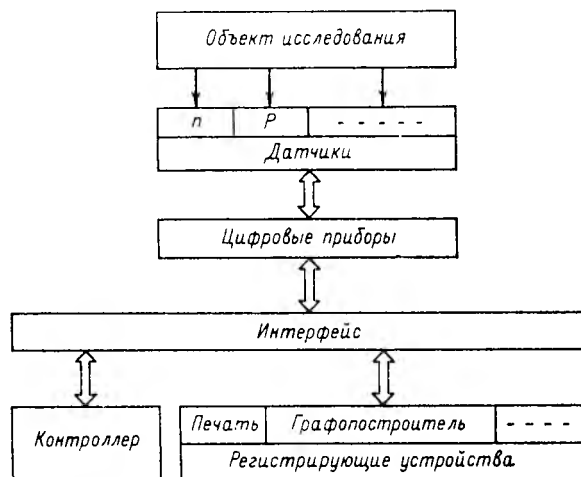 Объект исследования
n P - - - - -
Датчики
Цифровые приборы
Интерфейс
Контроллер
Печать Графопостроитель - - - -
Регистрирующие устройства